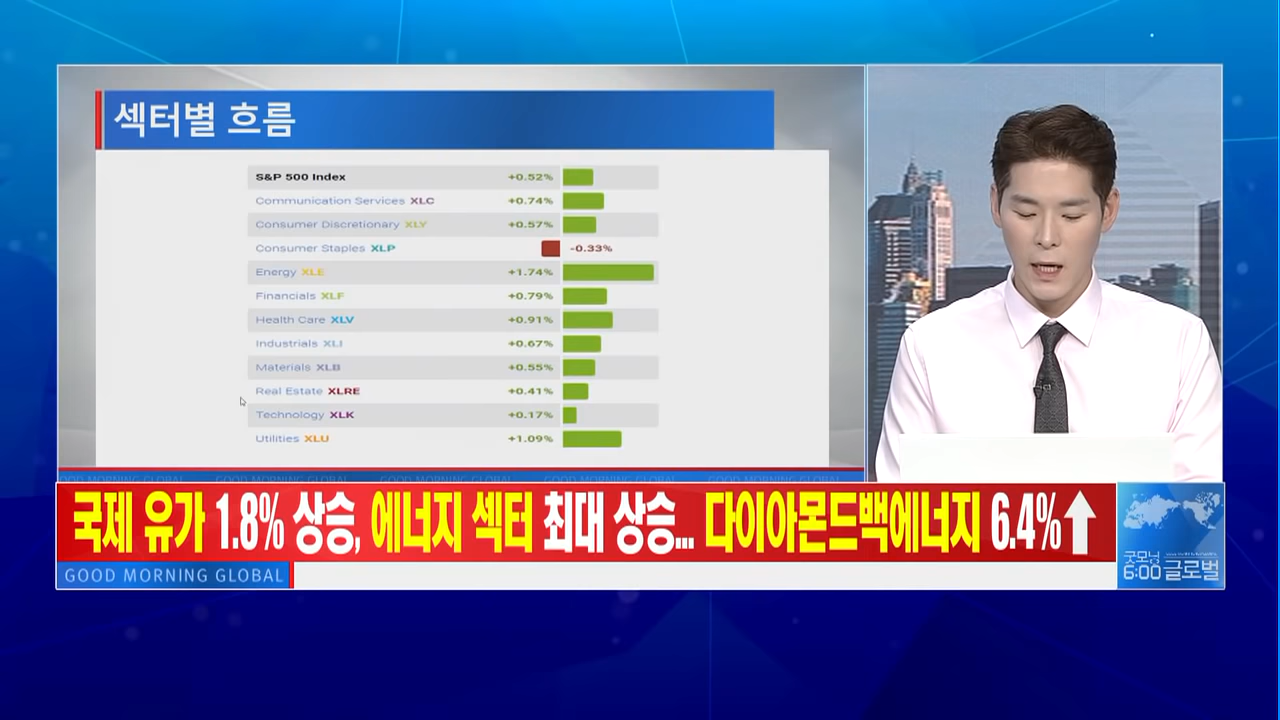 섹터별 흐름
S&P 500 Index +0.52%
Communication Services XLC +0.74%
Consumer Discretionary XLY +0.57%
Consumer Staples XLP -0.33%
Energy XLE +1.74%
Financials XLF +0.79%
Health Care XLV +0.91%
Industrials XLI +0.67%
Materials XLB +0.55%
Real Estate XLRE +0.41%
Technology XLK +0.17%
Utilities XLU +1.09%
국제 유가 1.8% 상승, 에너지 섹터 최대 상승... 다이아몬드백에너지 6.4%↑
GOOD MORNING GLOBAL
굿모닝
6:00 글로벌